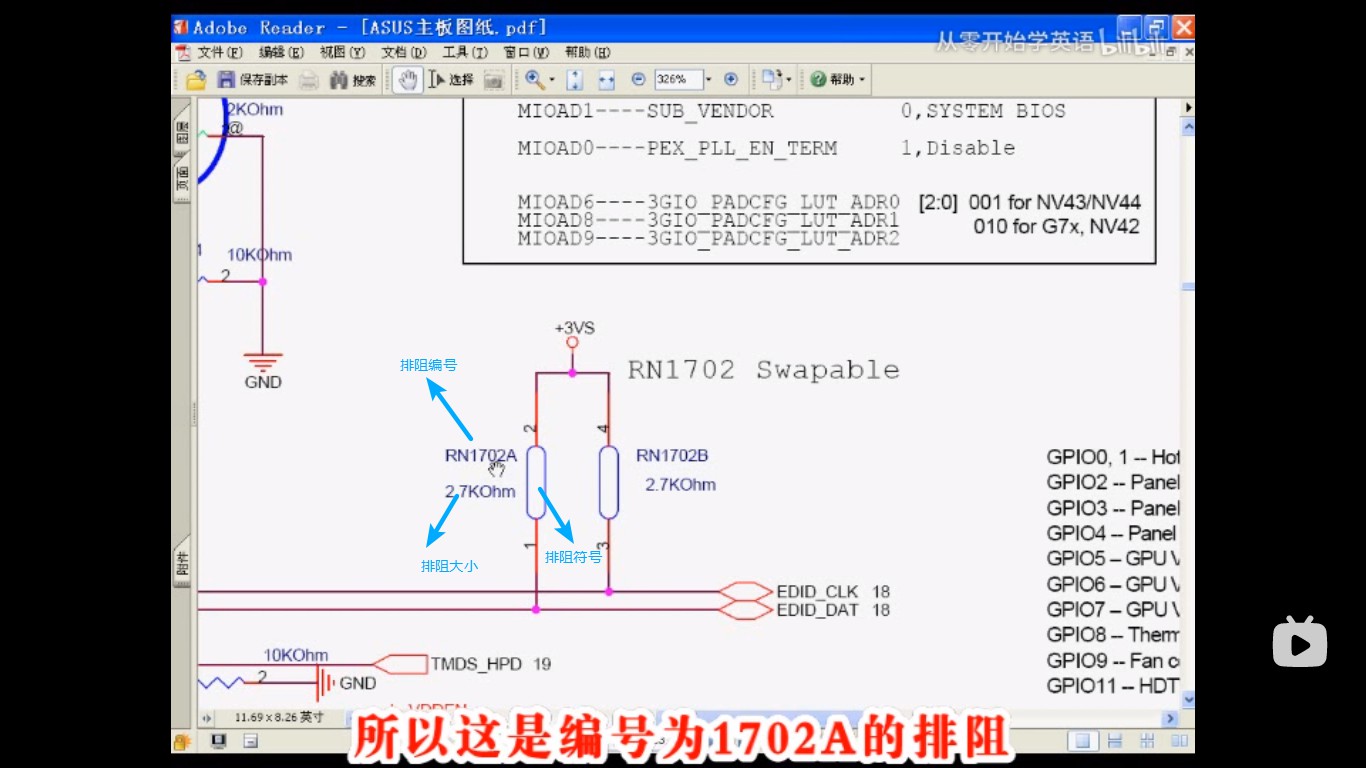 Adobe Reader - [ASUS主板图纸.pdf]
从零开始学英语 bilibili
文件(F) 编辑(E) 视图(V) 文档(D) 工具(T) 窗口(W) 帮助(H)
保存副本 搜索 选择 326% 帮助
2KOhm
@
MIOAD1----SUB_VENDOR 0,SYSTEM BIOS
MIOAD0----PEX_PLL_EN_TERM 1,Disable
MIOAD6----3GIO_PADCFG_LUT_ADR0 [2:0] 001 for NV43/NV44
MIOAD8----3GIO_PADCFG_LUT_ADR1 010 for G7x, NV42
MIOAD9----3GIO_PADCFG_LUT_ADR2
页面
10KOhm
2
GND
+3VS
RN1702 Swapable
排阻编号
2 4
RN1702A RN1702B
2.7KOhm 2.7KOhm
排阻大小 排阻符号
1 3
附件
GPIO0, 1 -- Hot
GPIO2 -- Panel
GPIO3 -- Panel
GPIO4 -- Panel
GPIO5 -- GPU V
GPIO6 -- GPU V
GPIO7 -- GPU V
GPIO8 -- Therm
GPIO9 -- Fan c
GPIO11 -- HDT
EDID_CLK 18
EDID_DAT 18
10KOhm
2
GND
TMDS_HPD 19
11.69 x 8.26 英寸
所以这是编号为1702A的排阻